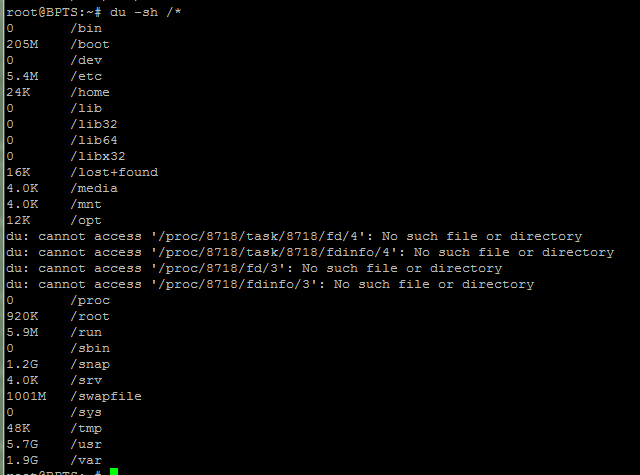 root@BPTS:~# du -sh /*
0 /bin
205M /boot
0 /dev
5.4M /etc
24K /home
0 /lib
0 /lib32
0 /lib64
0 /libx32
16K /lost+found
4.0K /media
4.0K /mnt
12K /opt
du: cannot access '/proc/8718/task/8718/fd/4': No such file or directory
du: cannot access '/proc/8718/task/8718/fdinfo/4': No such file or directory
du: cannot access '/proc/8718/fd/3': No such file or directory
du: cannot access '/proc/8718/fdinfo/3': No such file or directory
0 /proc
920K /root
5.9M /run
0 /sbin
1.2G /snap
4.0K /srv
1001M /swapfile
0 /sys
48K /tmp
5.7G /usr
1.9G /var
root@BPTS:~#